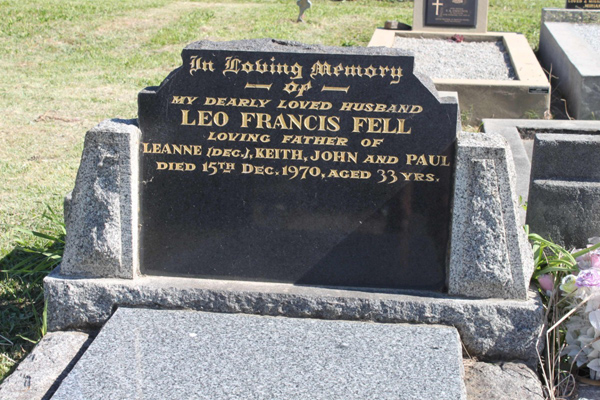 In Loving Memory
— OF —
MY DEARLY LOVED HUSBAND
LEO FRANCIS FELL
LOVING FATHER OF
LEANNE (DEC.), KEITH, JOHN AND PAUL
DIED 15TH DEC. 1970, AGED 33 YRS.